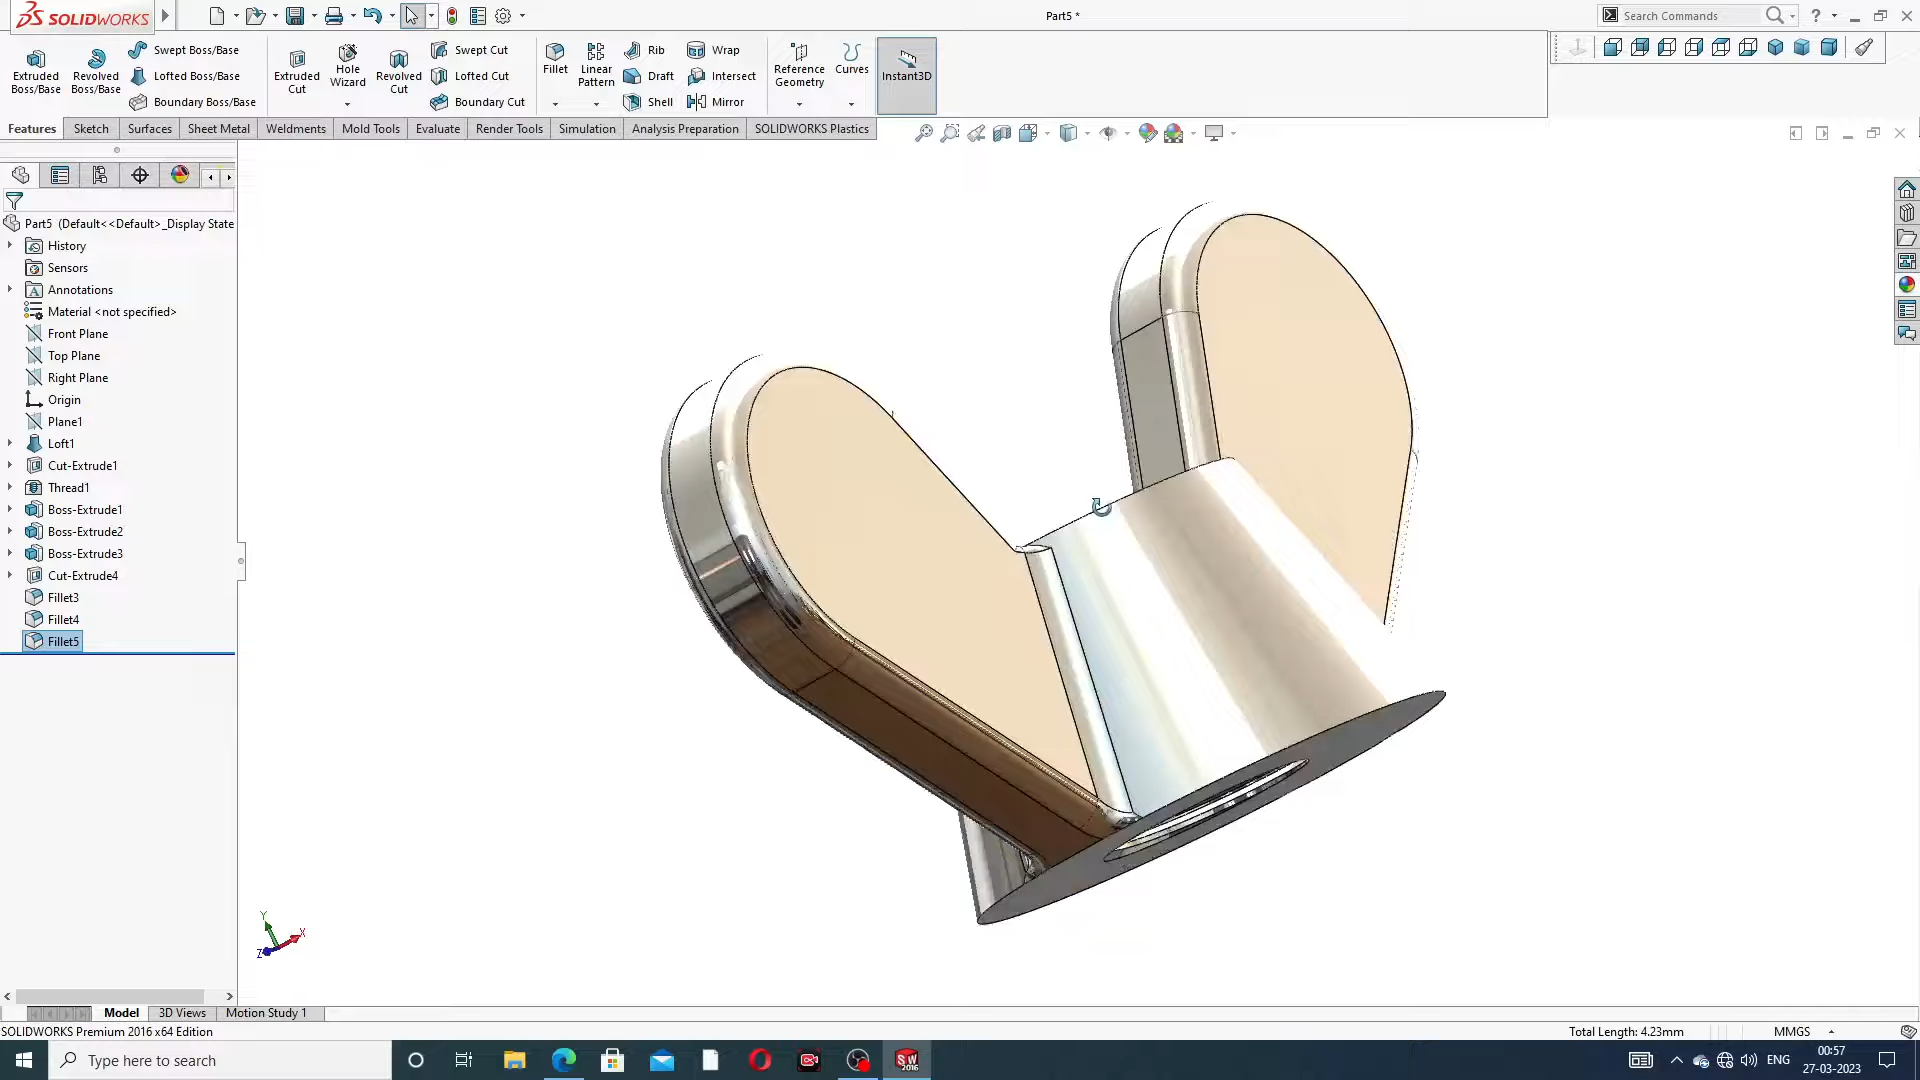 SOLIDWORKS
Part5 *
Search Commands
Extruded Boss/Base
Revolved Boss/Base
Swept Boss/Base
Lofted Boss/Base
Boundary Boss/Base
Extruded Cut
Hole Wizard
Revolved Cut
Swept Cut
Lofted Cut
Boundary Cut
Fillet
Linear Pattern
Rib
Draft
Shell
Wrap
Intersect
Mirror
Reference Geometry
Curves
Instant3D
Features
Sketch
Surfaces
Sheet Metal
Weldments
Mold Tools
Evaluate
Render Tools
Simulation
Analysis Preparation
SOLIDWORKS Plastics
Part5 (Default<<Default>_Display State
History
Sensors
Annotations
Material <not specified>
Front Plane
Top Plane
Right Plane
Origin
Plane1
Loft1
Cut-Extrude1
Thread1
Boss-Extrude1
Boss-Extrude2
Boss-Extrude3
Cut-Extrude4
Fillet3
Fillet4
Fillet5
Y
X
Z
Model
3D Views
Motion Study 1
SOLIDWORKS Premium 2016 x64 Edition
Total Length: 4.23mm
MMGS
Type here to search
SW
2016
ENG
00:57
27-03-2023